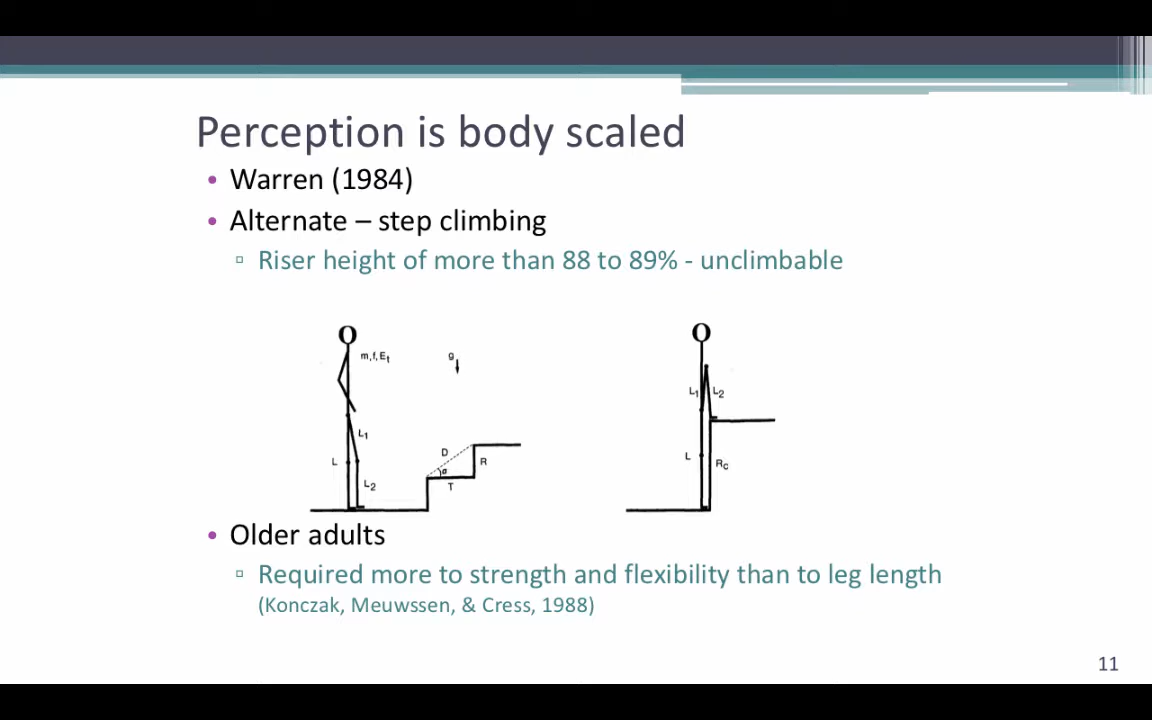 Perception is body scaled
• Warren (1984)
• Alternate – step climbing
▫ Riser height of more than 88 to 89% - unclimbable
O
m,f,Et
g
L1
L
L2
D
α
T
R
O
L1
L2
L
Rc
• Older adults
▫ Required more to strength and flexibility than to leg length
(Konczak, Meuwssen, & Cress, 1988)
11